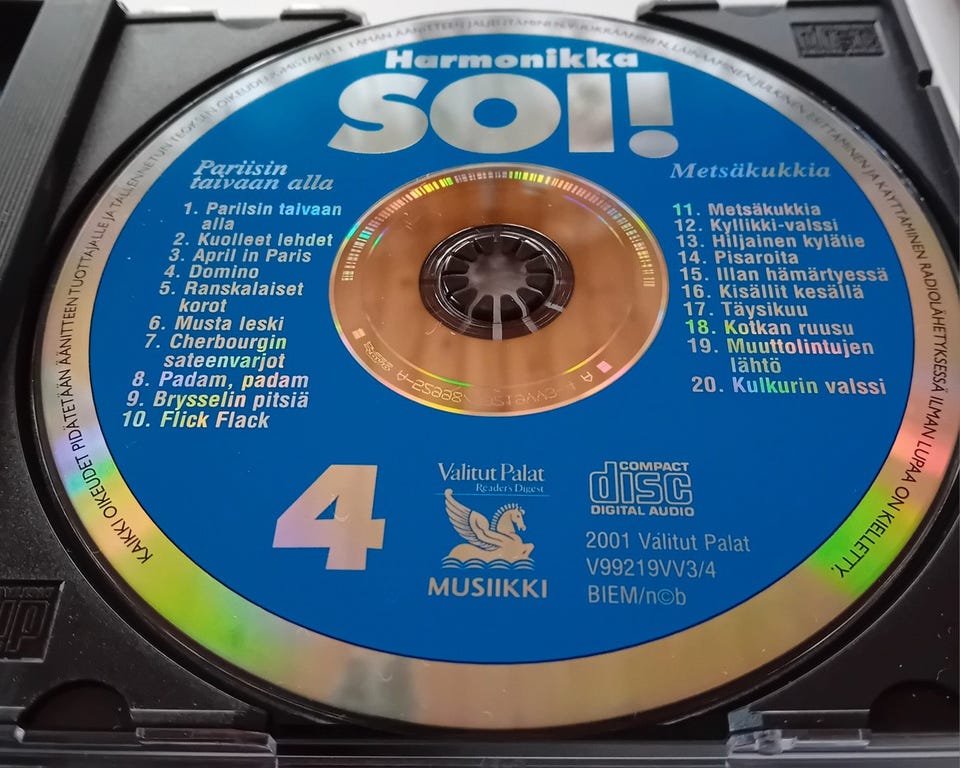 KAIKKI OIKEUDET PIDÄTETÄÄN ÄÄNITTEEN TUOTTAJALLE JA TALLENNETUN TEOKSEN OIKEUDENOMISTAJALLE TÄMÄN ÄÄNITTEEN JÄLJENTÄMINEN VUOKRAAMINEN, LAINAAMINEN JULKINEN ESITTÄMINEN JA KÄYTTÄMINEN RADIOLÄHETYKSESSÄ ILMAN LUPAA ON KIELLETTY.
Harmonikka
SOI!
Pariisin
taivaan alla
1. Pariisin taivaan
alla
2. Kuolleet lehdet
3. April in Paris
4. Domino
5. Ranskalaiset
korot
6. Musta leski
7. Cherbourgin
sateenvarjot
8. Padam, padam
9. Brysselin pitsiä
10. Flick Flack
Metsäkukkia
11. Metsäkukkia
12. Kyllikki-valssi
13. Hiljainen kylätie
14. Pisaroita
15. Illan hämärtyessä
16. Kisällit kesällä
17. Täysikuu
18. Kotkan ruusu
19. Muuttolintujen
lähtö
20. Kulkurin valssi
4
Valitut Palat
Reader's Digest
MUSIIKKI
COMPACT
disc
DIGITAL AUDIO
2001 Valitut Palat
V99219VV3/4
BIEM/n©b